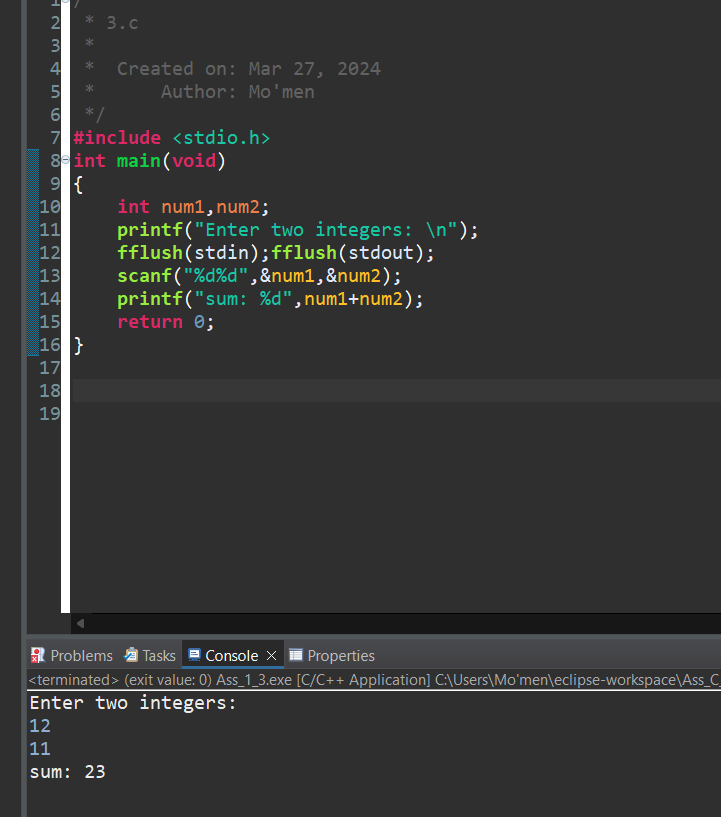 1 /
2 * 3.c
3 *
4 *  Created on: Mar 27, 2024
5 *      Author: Mo'men
6 */
7 #include <stdio.h>
8 int main(void)
9 {
10     int num1,num2;
11     printf("Enter two integers: \n");
12     fflush(stdin);fflush(stdout);
13     scanf("%d%d",&num1,&num2);
14     printf("sum: %d",num1+num2);
15     return 0;
16 }
17
18
19
Problems Tasks Console Properties
<terminated> (exit value: 0) Ass_1_3.exe [C/C++ Application] C:\Users\Mo'men\eclipse-workspace\Ass_C_
Enter two integers:
12
11
sum: 23